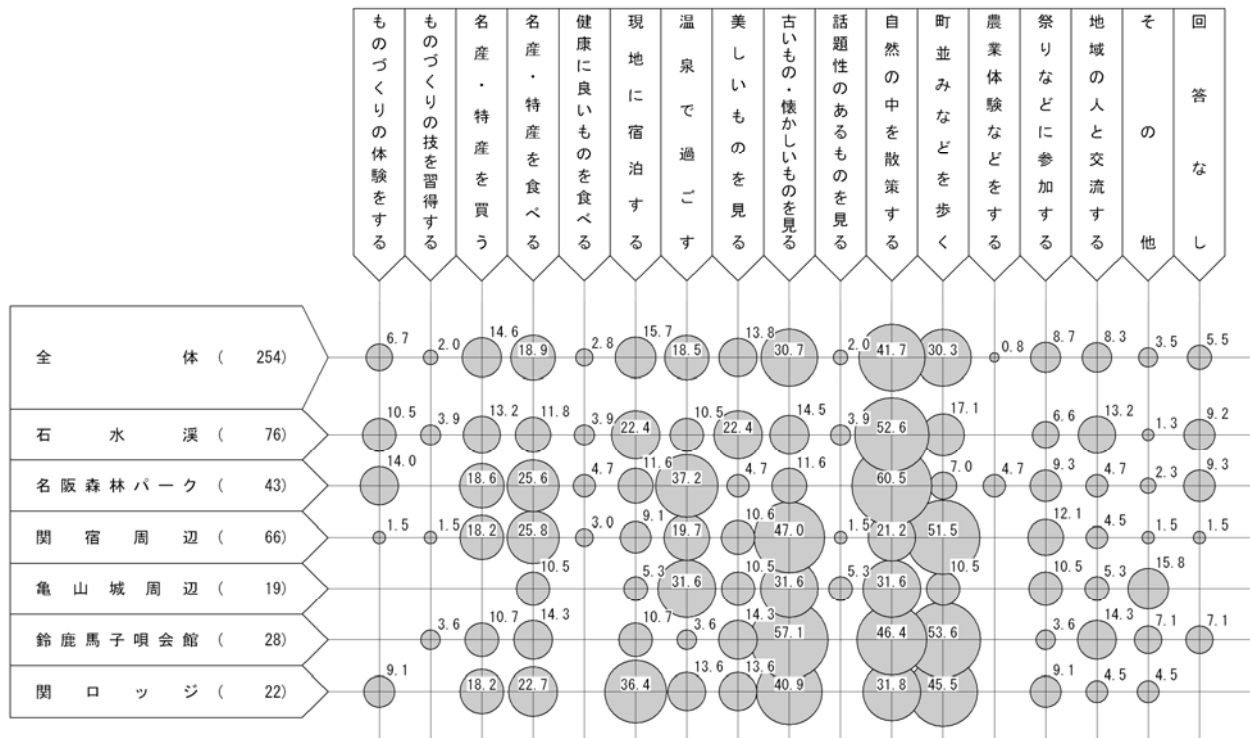 ものづくりの体験をする
ものづくりの技を習得する
名産・特産を買う
名産・特産を食べる
健康に良いものを食べる
現地に宿泊する
温泉で過ごす
美しいものを見る
古いもの・懐かしいものを見る
話題性のあるものを見る
自然の中を散策する
町並みなどを歩く
農業体験などをする
祭りなどに参加する
地域の人と交流する
その他
回答なし
全体 ( 254) 6.7 2.0 14.6 18.9 2.8 15.7 18.5 13.8 30.7 2.0 41.7 30.3 0.8 8.7 8.3 3.5 5.5
石水渓 ( 76) 10.5 3.9 13.2 11.8 3.9 22.4 10.5 22.4 14.5 3.9 52.6 17.1 6.6 13.2 1.3 9.2
名阪森林パーク ( 43) 14.0 18.6 25.6 4.7 11.6 37.2 4.7 11.6 60.5 7.0 4.7 9.3 4.7 2.3 9.3
関宿周辺 ( 66) 1.5 1.5 18.2 25.8 3.0 9.1 19.7 10.6 47.0 1.5 21.2 51.5 12.1 4.5 1.5 1.5
亀山城周辺 ( 19) 10.5 5.3 31.6 10.5 31.6 5.3 31.6 10.5 10.5 5.3 15.8
鈴鹿馬子唄会館 ( 28) 3.6 10.7 14.3 10.7 3.6 14.3 57.1 46.4 53.6 3.6 14.3 7.1 7.1
関ロッジ ( 22) 9.1 18.2 22.7 36.4 13.6 13.6 40.9 31.8 45.5 9.1 4.5 4.5